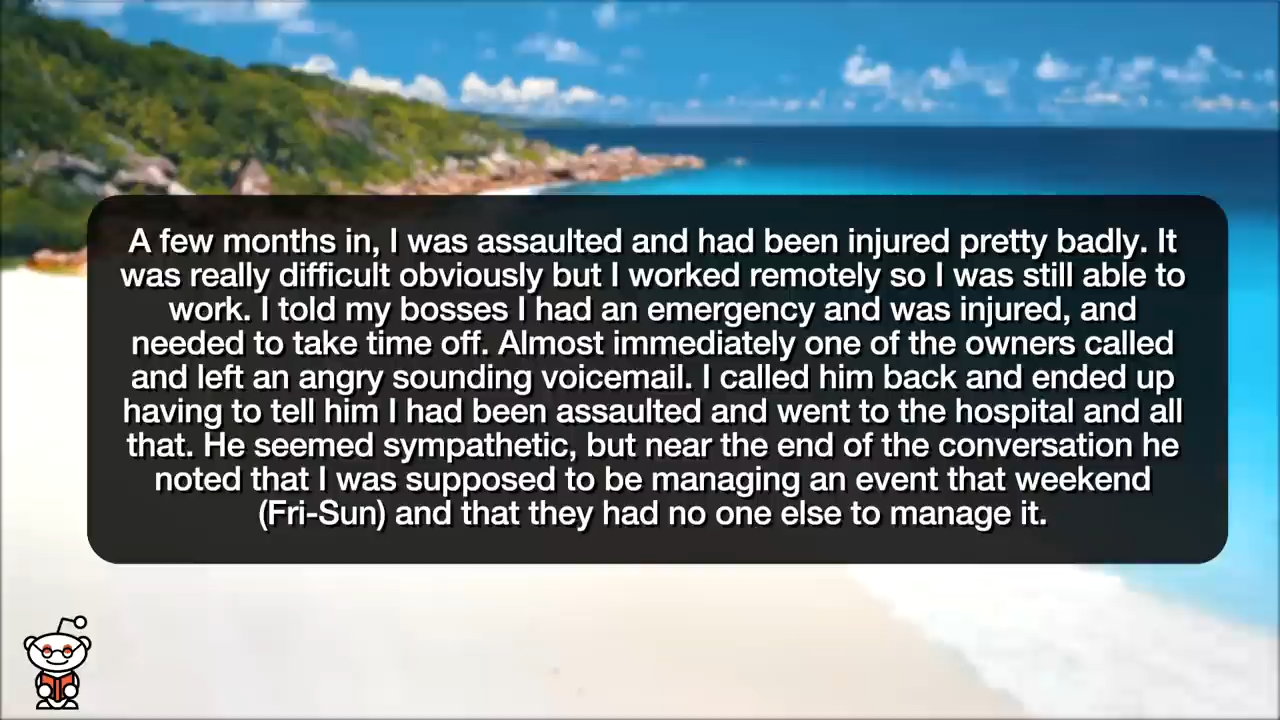 A few months in, I was assaulted and had been injured pretty badly. It
was really difficult obviously but I worked remotely so I was still able to
work. I told my bosses I had an emergency and was injured, and
needed to take time off. Almost immediately one of the owners called
and left an angry sounding voicemail. I called him back and ended up
having to tell him I had been assaulted and went to the hospital and all
that. He seemed sympathetic, but near the end of the conversation he
noted that I was supposed to be managing an event that weekend
(Fri-Sun) and that they had no one else to manage it.